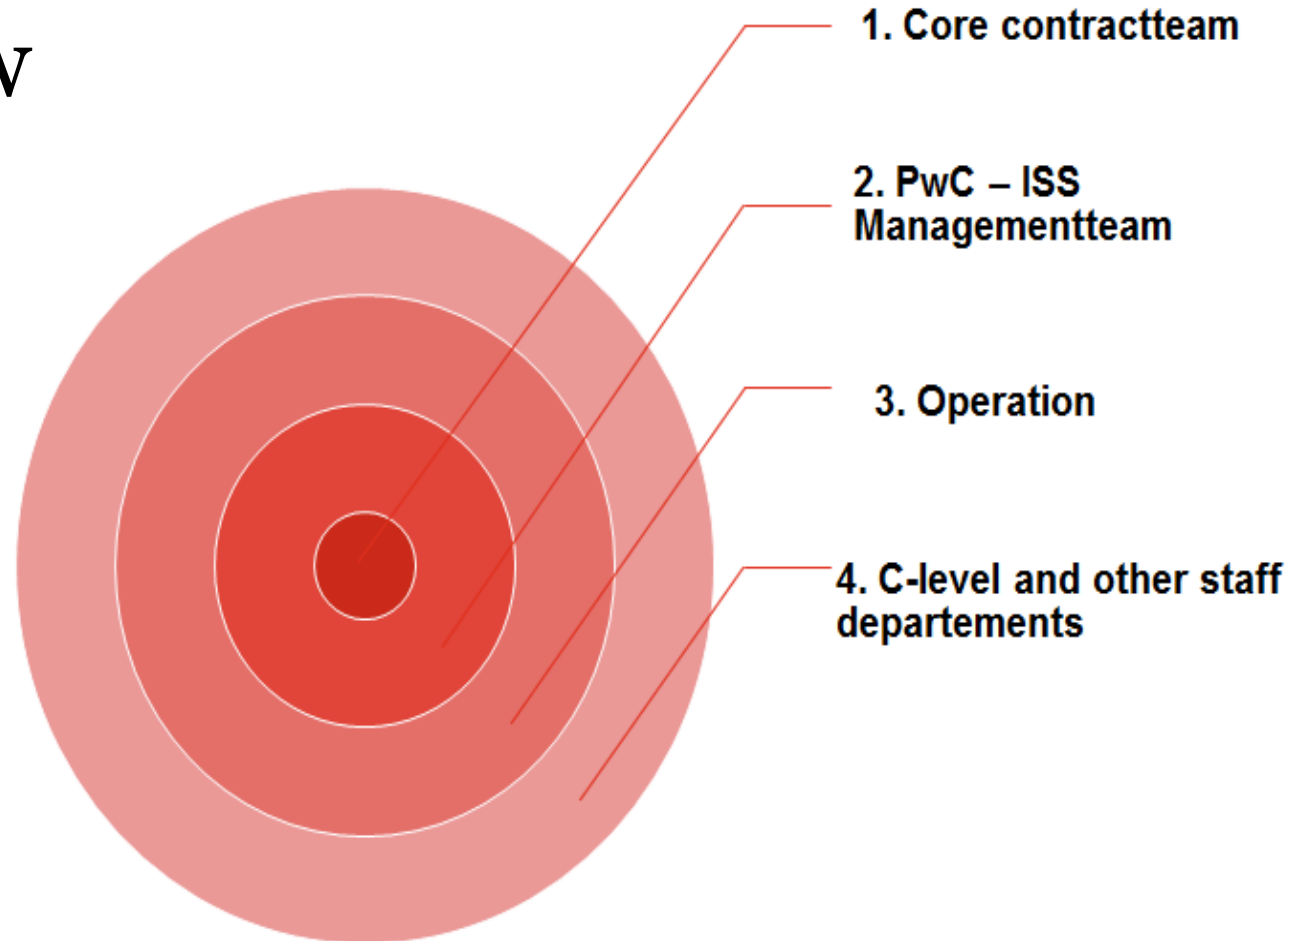 w
1. Core contractteam
2. PwC – ISS
Managementteam
3. Operation
4. C-level and other staff
departements